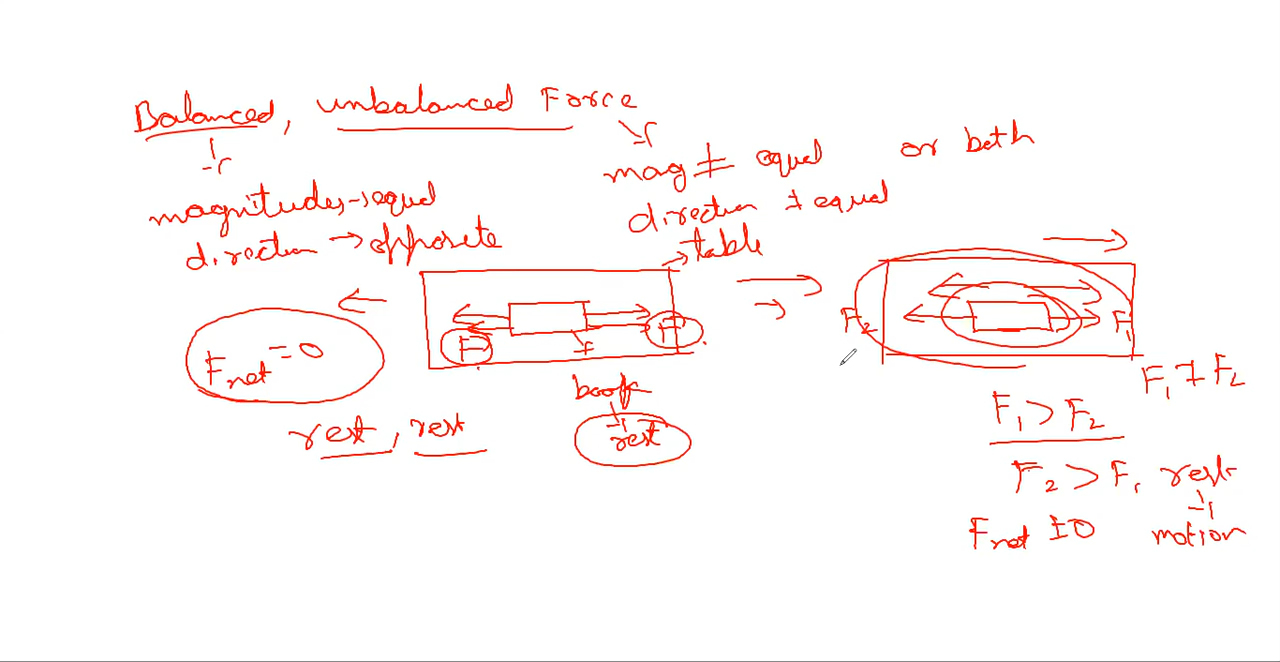 Balanced, unbalanced Force
mag ≠ equal or both
magnitudes → equal
direction ≠ equal
direction → opposite
→ table
F₂ F₁
F F
Fnet = 0
F₁ ≠ F₂
book
F₁ > F₂
rest, rest
rest
F₂ > F₁ rest
Fnet ≠ 0 motion